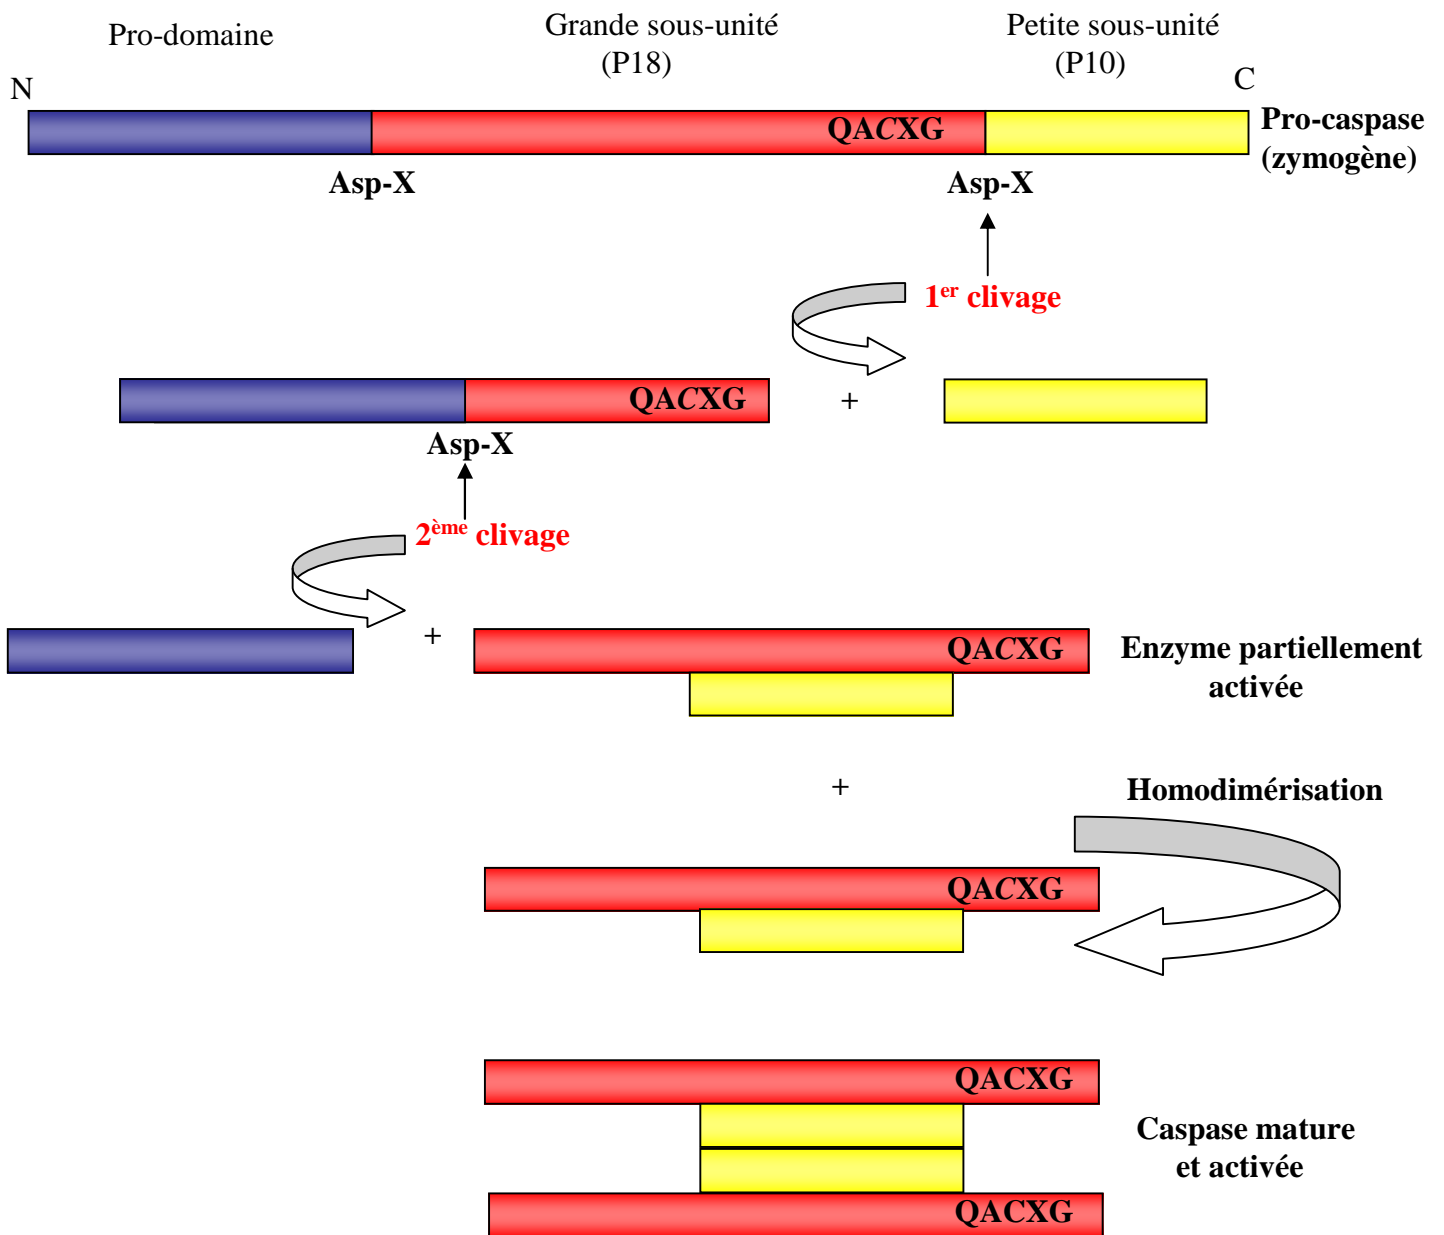 Pro-domaine
Grande sous-unité
(P18)
Petite sous-unité
(P10)
N
C
QACXG
Pro-caspase
(zymogène)
Asp-X
Asp-X
1er clivage
QACXG
+
Asp-X
2ème clivage
+
QACXG
Enzyme partiellement
activée
+
Homodimérisation
QACXG
QACXG
Caspase mature
et activée
QACXG